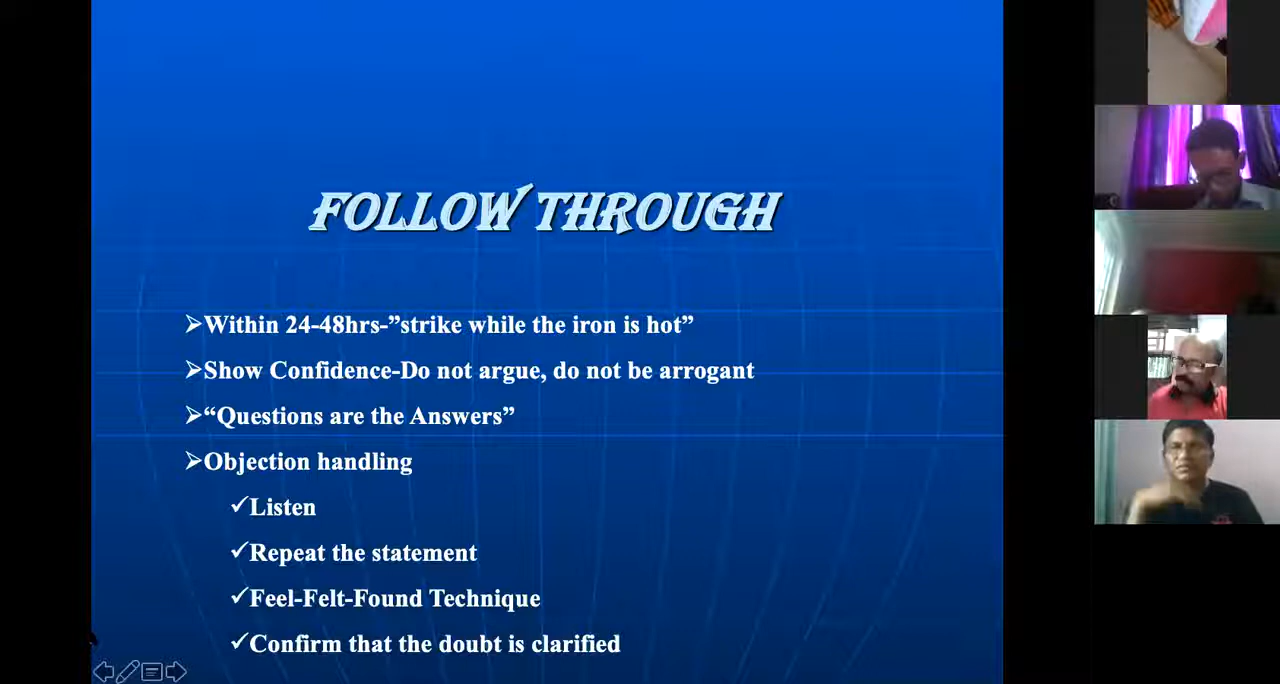 FOLLOW THROUGH
➢Within 24-48hrs-”strike while the iron is hot”
➢Show Confidence-Do not argue, do not be arrogant
➢“Questions are the Answers”
➢Objection handling
✓Listen
✓Repeat the statement
✓Feel-Felt-Found Technique
✓Confirm that the doubt is clarified